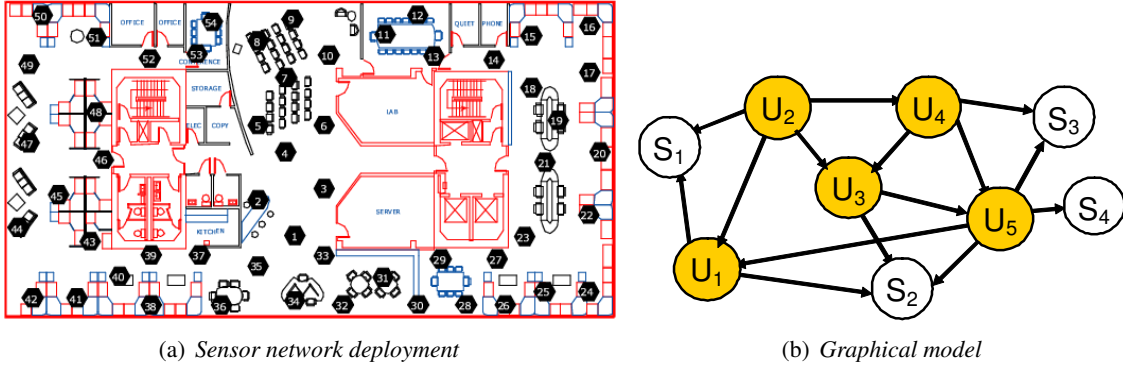 50
9
12
OFFICE
OFFICE
54
QUIET
PHONE
16
51
8
11
15
52
53
10
13
14
CONFERENCE
49
7
17
STORAGE
18
48
LAB
5
6
ELEC
COPY
19
47
4
46
21
20
45
3
2
44
SERVER
22
43
KITCHEN
1
23
39
37
33
29
27
35
40
31
42
41
38
36
34
32
30
28
26
25
24
(a) Sensor network deployment
U2
U4
S1
S3
U3
S4
U5
U1
S2
(b) Graphical model